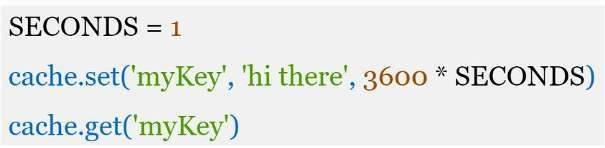 SECONDS = 1
cache.set('myKey', 'hi there', 3600 * SECONDS)
cache.get('myKey')